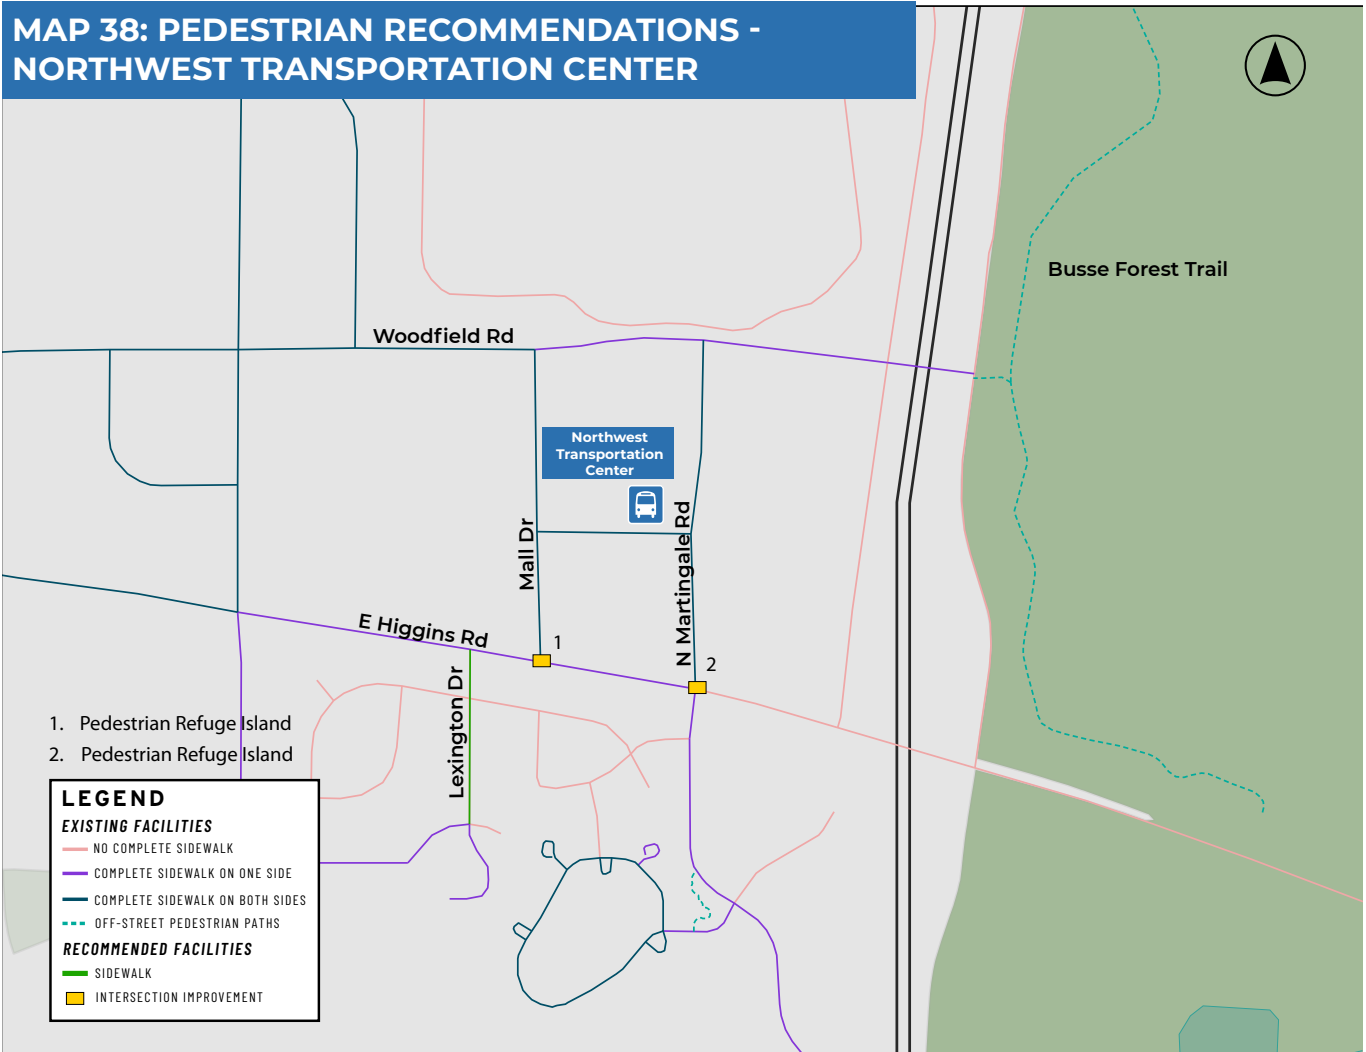 MAP 38: PEDESTRIAN RECOMMENDATIONS -
NORTHWEST TRANSPORTATION CENTER
Busse Forest Trail
Woodfield Rd
Northwest
Transportation
Center
Mall Dr
N Martingale Rd
E Higgins Rd
1
2
Lexington Dr
1. Pedestrian Refuge Island
2. Pedestrian Refuge Island
LEGEND
EXISTING FACILITIES
NO COMPLETE SIDEWALK
COMPLETE SIDEWALK ON ONE SIDE
COMPLETE SIDEWALK ON BOTH SIDES
OFF-STREET PEDESTRIAN PATHS
RECOMMENDED FACILITIES
SIDEWALK
INTERSECTION IMPROVEMENT